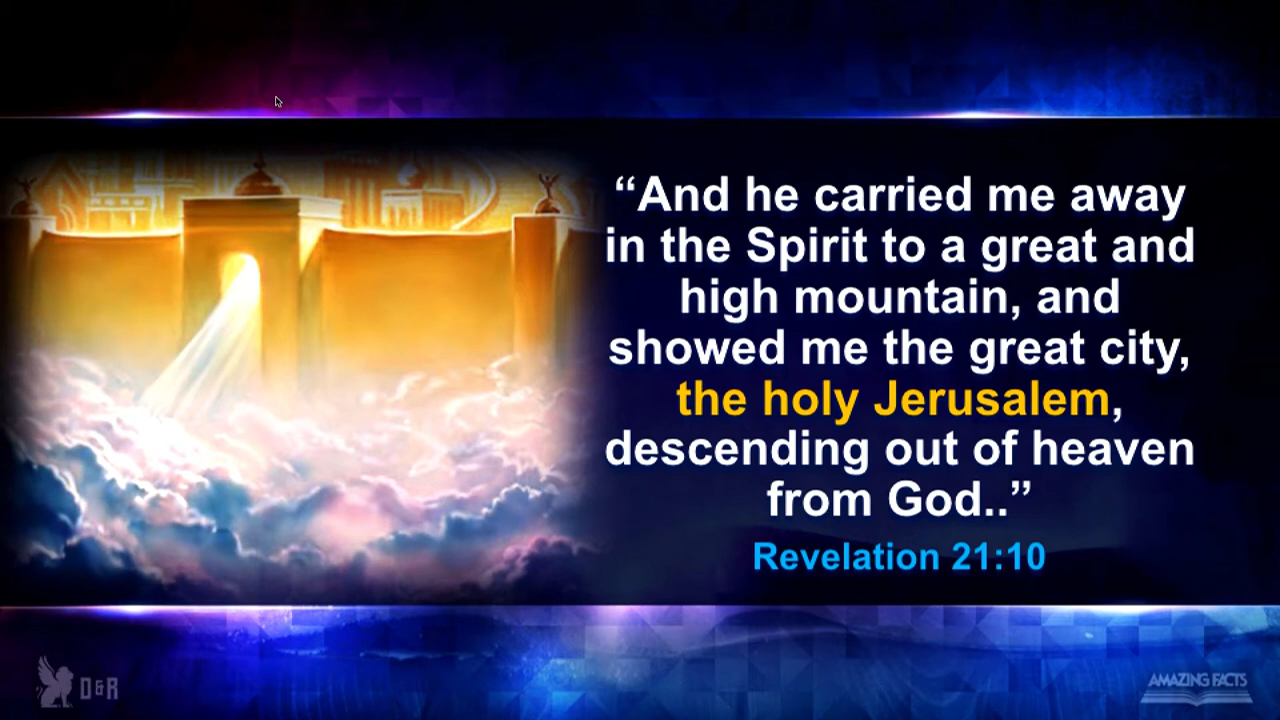 “And he carried me away
in the Spirit to a great and
high mountain, and
showed me the great city,
the holy Jerusalem,
descending out of heaven
from God..”
Revelation 21:10
D&R
AMAZING FACTS